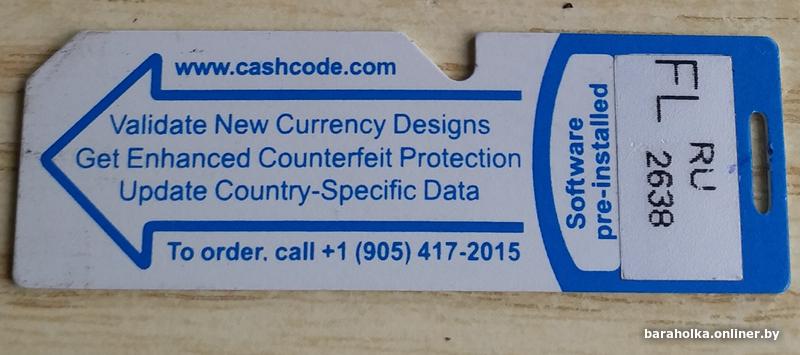 www.cashcode.com
Validate New Currency Designs
Get Enhanced Counterfeit Protection
Update Country-Specific Data
To order. call +1 (905) 417-2015
Software
pre-installed
FL RU
2638
baraholka.onliner.by